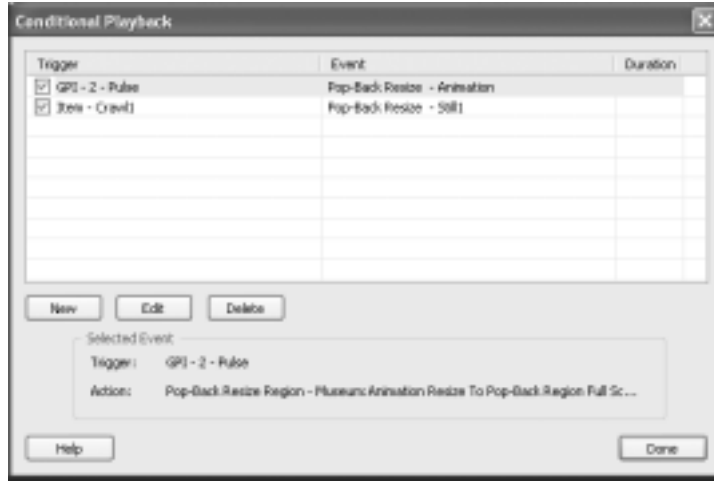 Conditional Playback
Trigger Event Duration
GPI - 2 - Pulse Pop-Back Resize - Animation
Item - Crawl1 Pop-Back Resize - Still1
New Edit Delete
Selected Event
Trigger: GPI - 2 - Pulse
Action: Pop-Back Resize Region - Museum: Animation Resize To Pop-Back Region Full Sc...
Help Done